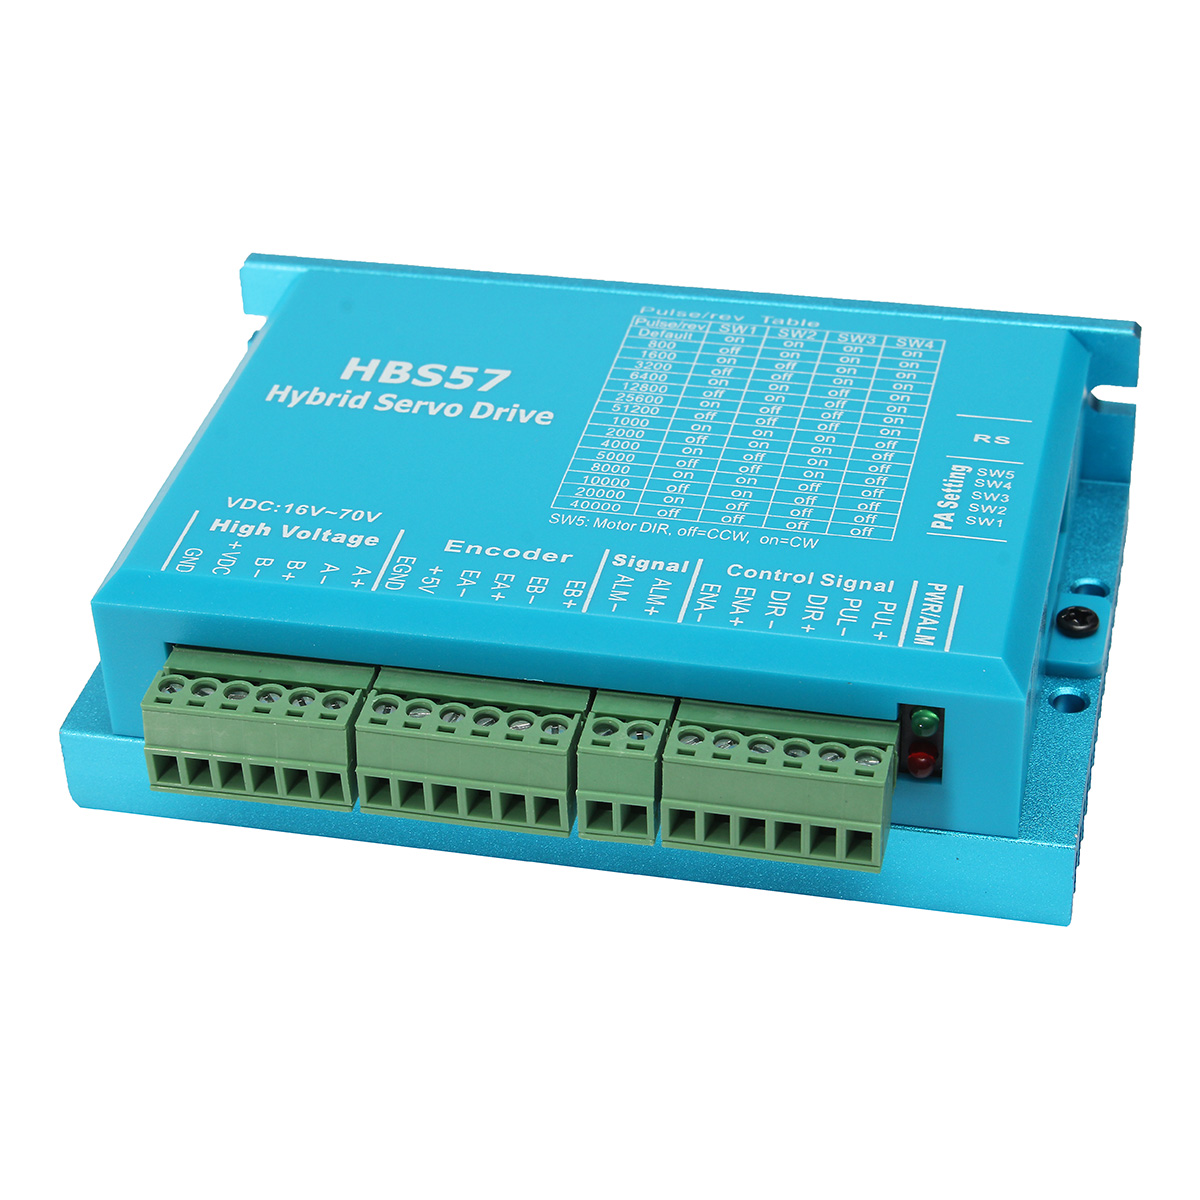 HBS57
Hybrid Servo Drive
Pulse/rev Table
Pulse/rev SW1 SW2 SW3 SW4
Default on on on on
800 off on on on
1600 on off on on
3200 off off on on
6400 on on off on
12800 off on off on
25600 on off off on
51200 off off off on
1000 on on on off
2000 off on on off
4000 on off on off
5000 off off on off
8000 on on off off
10000 off on off off
20000 on off off off
40000 off off off off
SW5: Motor DIR, off=CCW, on=CW
RS
PA Setting
SW5
SW4
SW3
SW2
SW1
VDC:16V~70V
High Voltage
GND
+VDC
B-
B+
A-
A+
Encoder
EGND
+5V
EA-
EA+
EB-
EB+
Signal
ALM-
ALM+
Control Signal
ENA-
ENA+
DIR-
DIR+
PUL-
PUL+
PWR/ALM